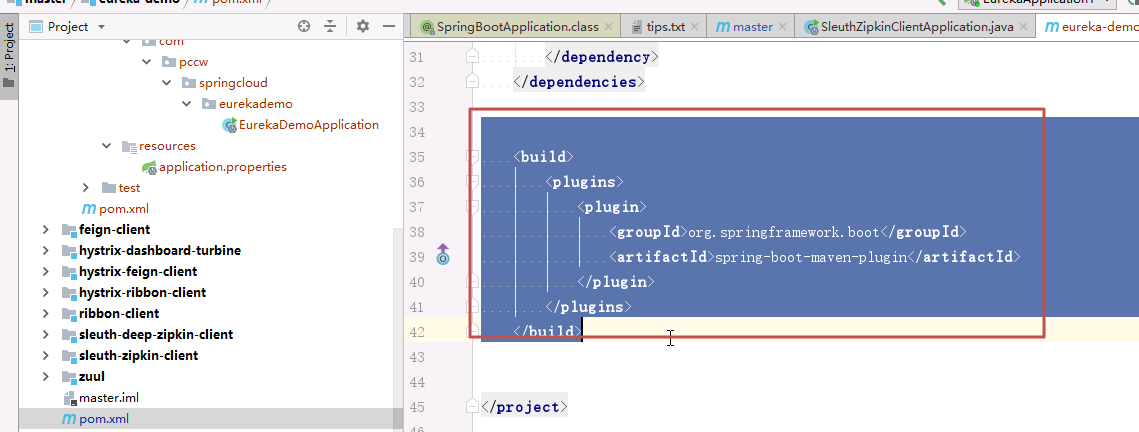 master
eureka-demo
pom.xml
EurekaApplication1
1: Project
Project
SpringBootApplication.class
tips.txt
master
SleuthZipkinClientApplication.java
eureka-demo
com
pccw
springcloud
eurekademo
EurekaDemoApplication
resources
application.properties
test
pom.xml
feign-client
hystrix-dashboard-turbine
hystrix-feign-client
hystrix-ribbon-client
ribbon-client
sleuth-deep-zipkin-client
sleuth-zipkin-client
zuul
master.iml
pom.xml
31 </dependency>
32 </dependencies>
33
34
35 <build>
36 <plugins>
37 <plugin>
38 <groupId>org.springframework.boot</groupId>
39 <artifactId>spring-boot-maven-plugin</artifactId>
40 </plugin>
41 </plugins>
42 </build>
43
44
45 </project>